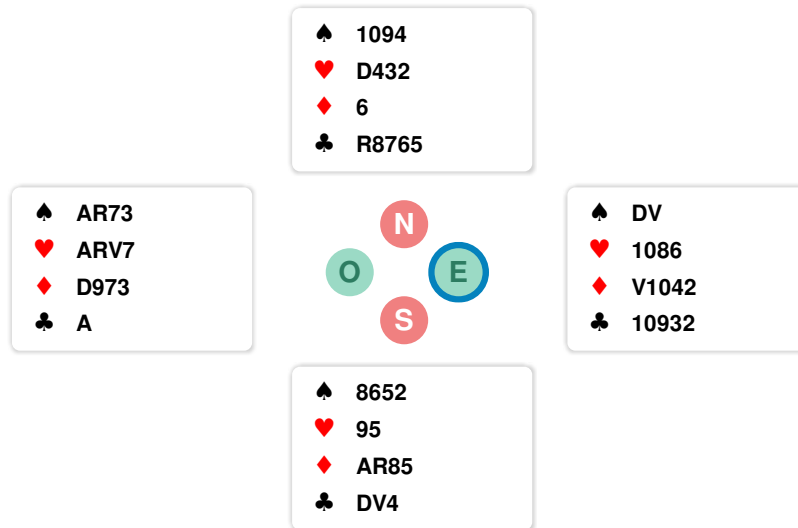 ♠ 1094
♥ D432
♦ 6
♣ R8765
♠ AR73
♥ ARV7
♦ D973
♣ A
N
O E
S
♠ DV
♥ 1086
♦ V1042
♣ 10932
♠ 8652
♥ 95
♦ AR85
♣ DV4